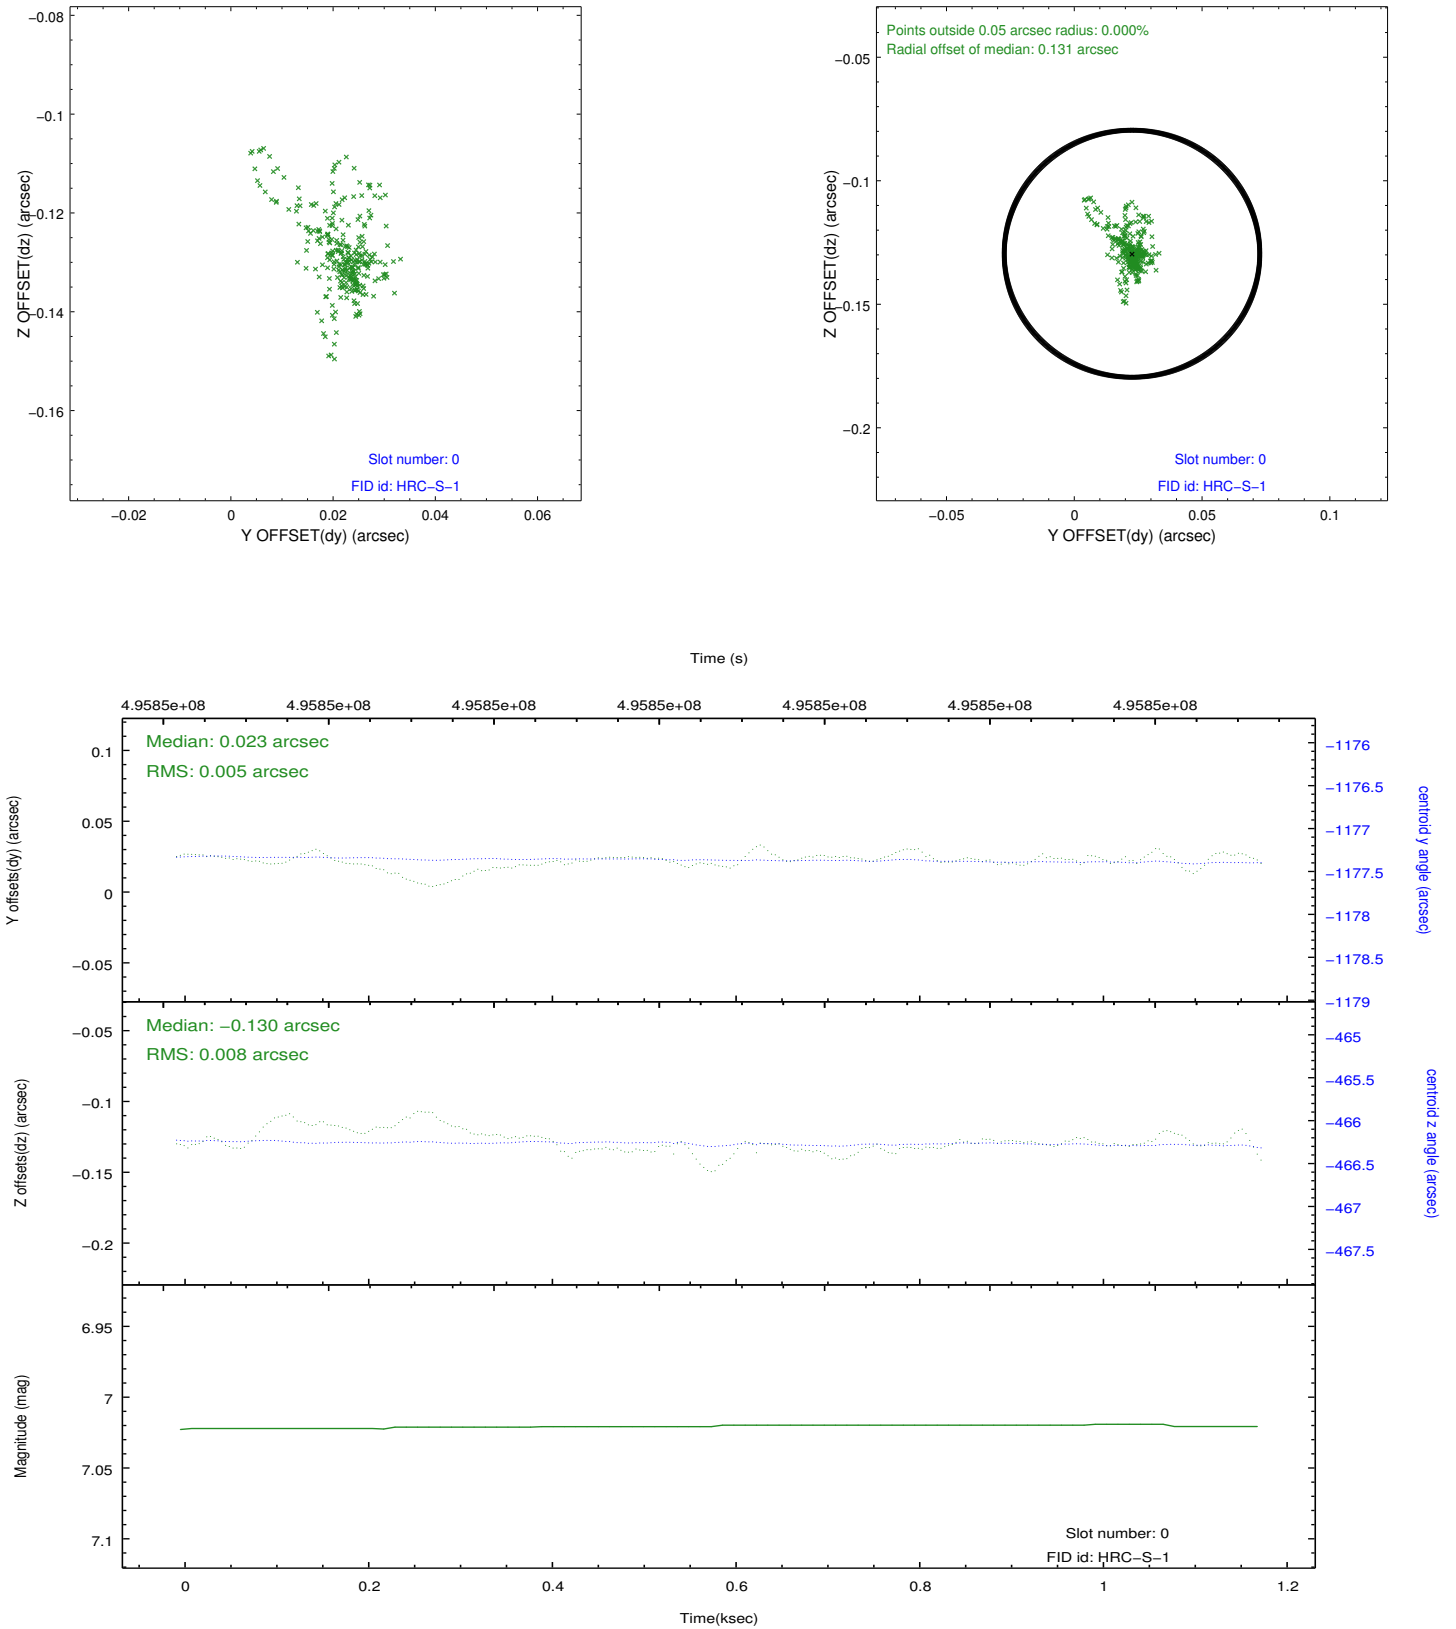 −0.08
−0.1
−0.12
−0.14
−0.16
Z OFFSET(dz) (arcsec)
Slot number: 0
FID id: HRC−S−1
−0.02
0
0.02
0.04
0.06
Y OFFSET(dy) (arcsec)
Points outside 0.05 arcsec radius: 0.000%
Radial offset of median: 0.131 arcsec
−0.05
−0.1
−0.15
−0.2
Z OFFSET(dz) (arcsec)
Slot number: 0
FID id: HRC−S−1
−0.05
0
0.05
0.1
Y OFFSET(dy) (arcsec)
Time (s)
4.9585e+08
4.9585e+08
4.9585e+08
4.9585e+08
4.9585e+08
4.9585e+08
4.9585e+08
Median: 0.023 arcsec
RMS: 0.005 arcsec
0.1
0.05
0
−0.05
Y offsets(dy) (arcsec)
−1176
−1176.5
−1177
−1177.5
−1178
−1178.5
−1179
centroid y angle (arcsec)
Median: −0.130 arcsec
RMS: 0.008 arcsec
−0.05
−0.1
−0.15
−0.2
Z offsets(dz) (arcsec)
−465
−465.5
−466
−466.5
−467
−467.5
centroid z angle (arcsec)
6.95
7
7.05
7.1
Magnitude (mag)
Slot number: 0
FID id: HRC−S−1
0
0.2
0.4
0.6
0.8
1
1.2
Time(ksec)